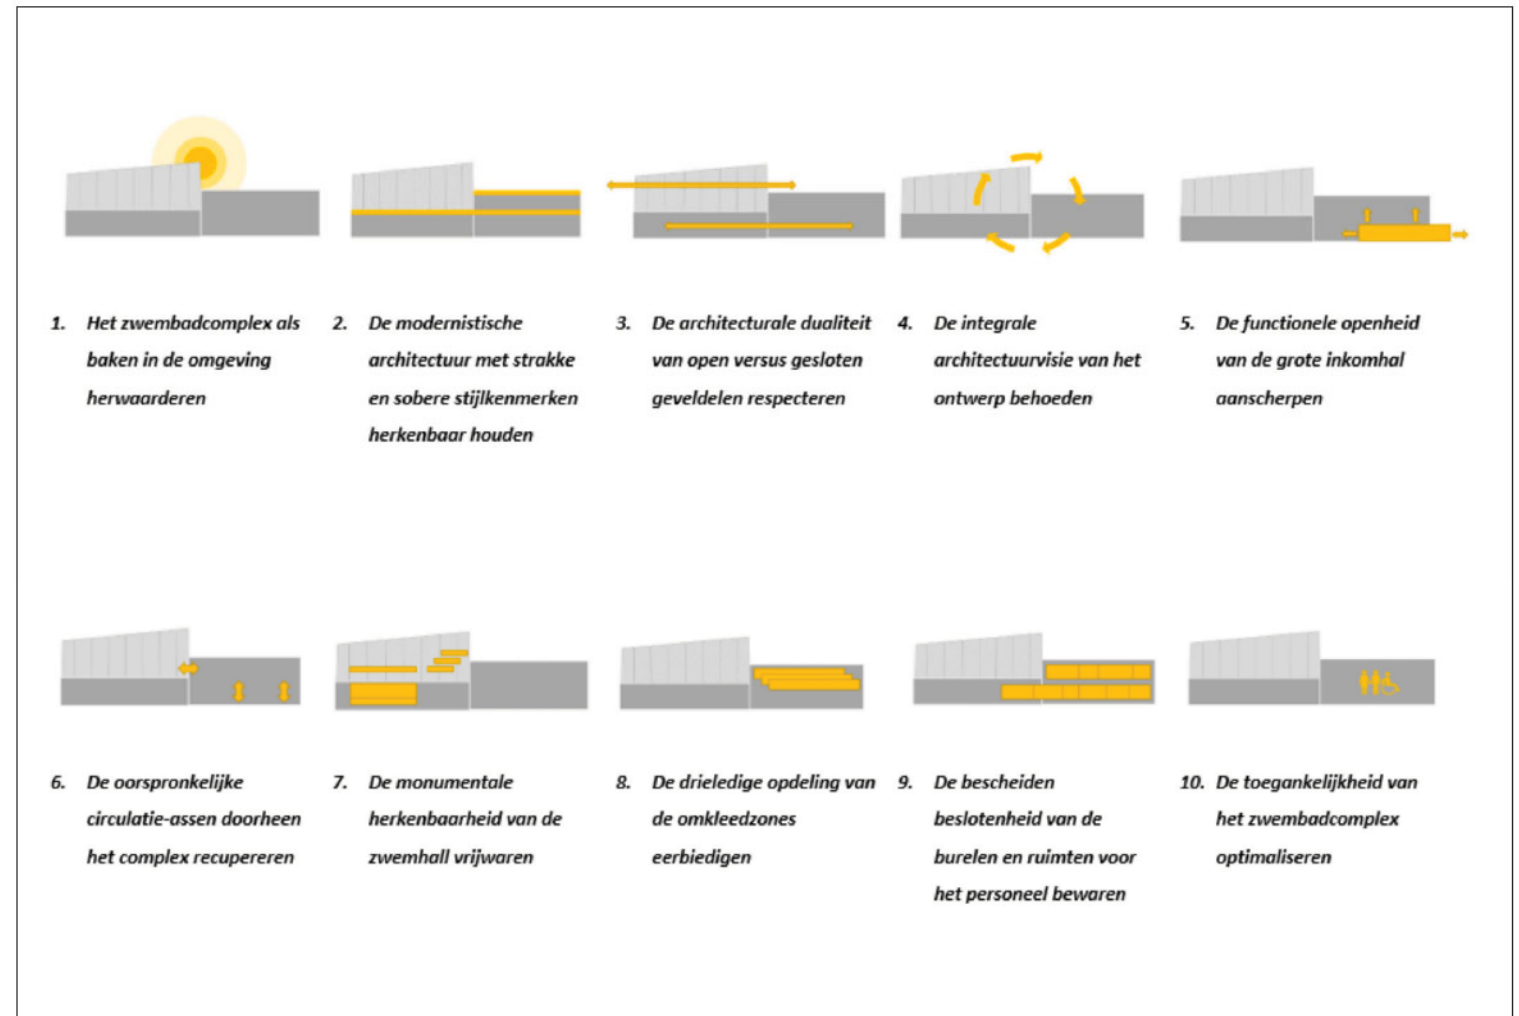 1. Het zwembadcomplex als
baken in de omgeving
herwaarderen
2. De modernistische
architectuur met strakke
en sobere stijlkenmerken
herkenbaar houden
3. De architecturale dualiteit
van open versus gesloten
geveldelen respecteren
4. De integrale
architectuurvisie van het
ontwerp behoeden
5. De functionele openheid
van de grote inkomhal
aanscherpen
6. De oorspronkelijke
circulatie-assen doorheen
het complex recupereren
7. De monumentale
herkenbaarheid van de
zwemhall vrijwaren
8. De drieledige opdeling van
de omkleedzones
eerbiedigen
9. De bescheiden
beslotenheid van de
burelen en ruimten voor
het personeel bewaren
10. De toegankelijkheid van
het zwembadcomplex
optimaliseren